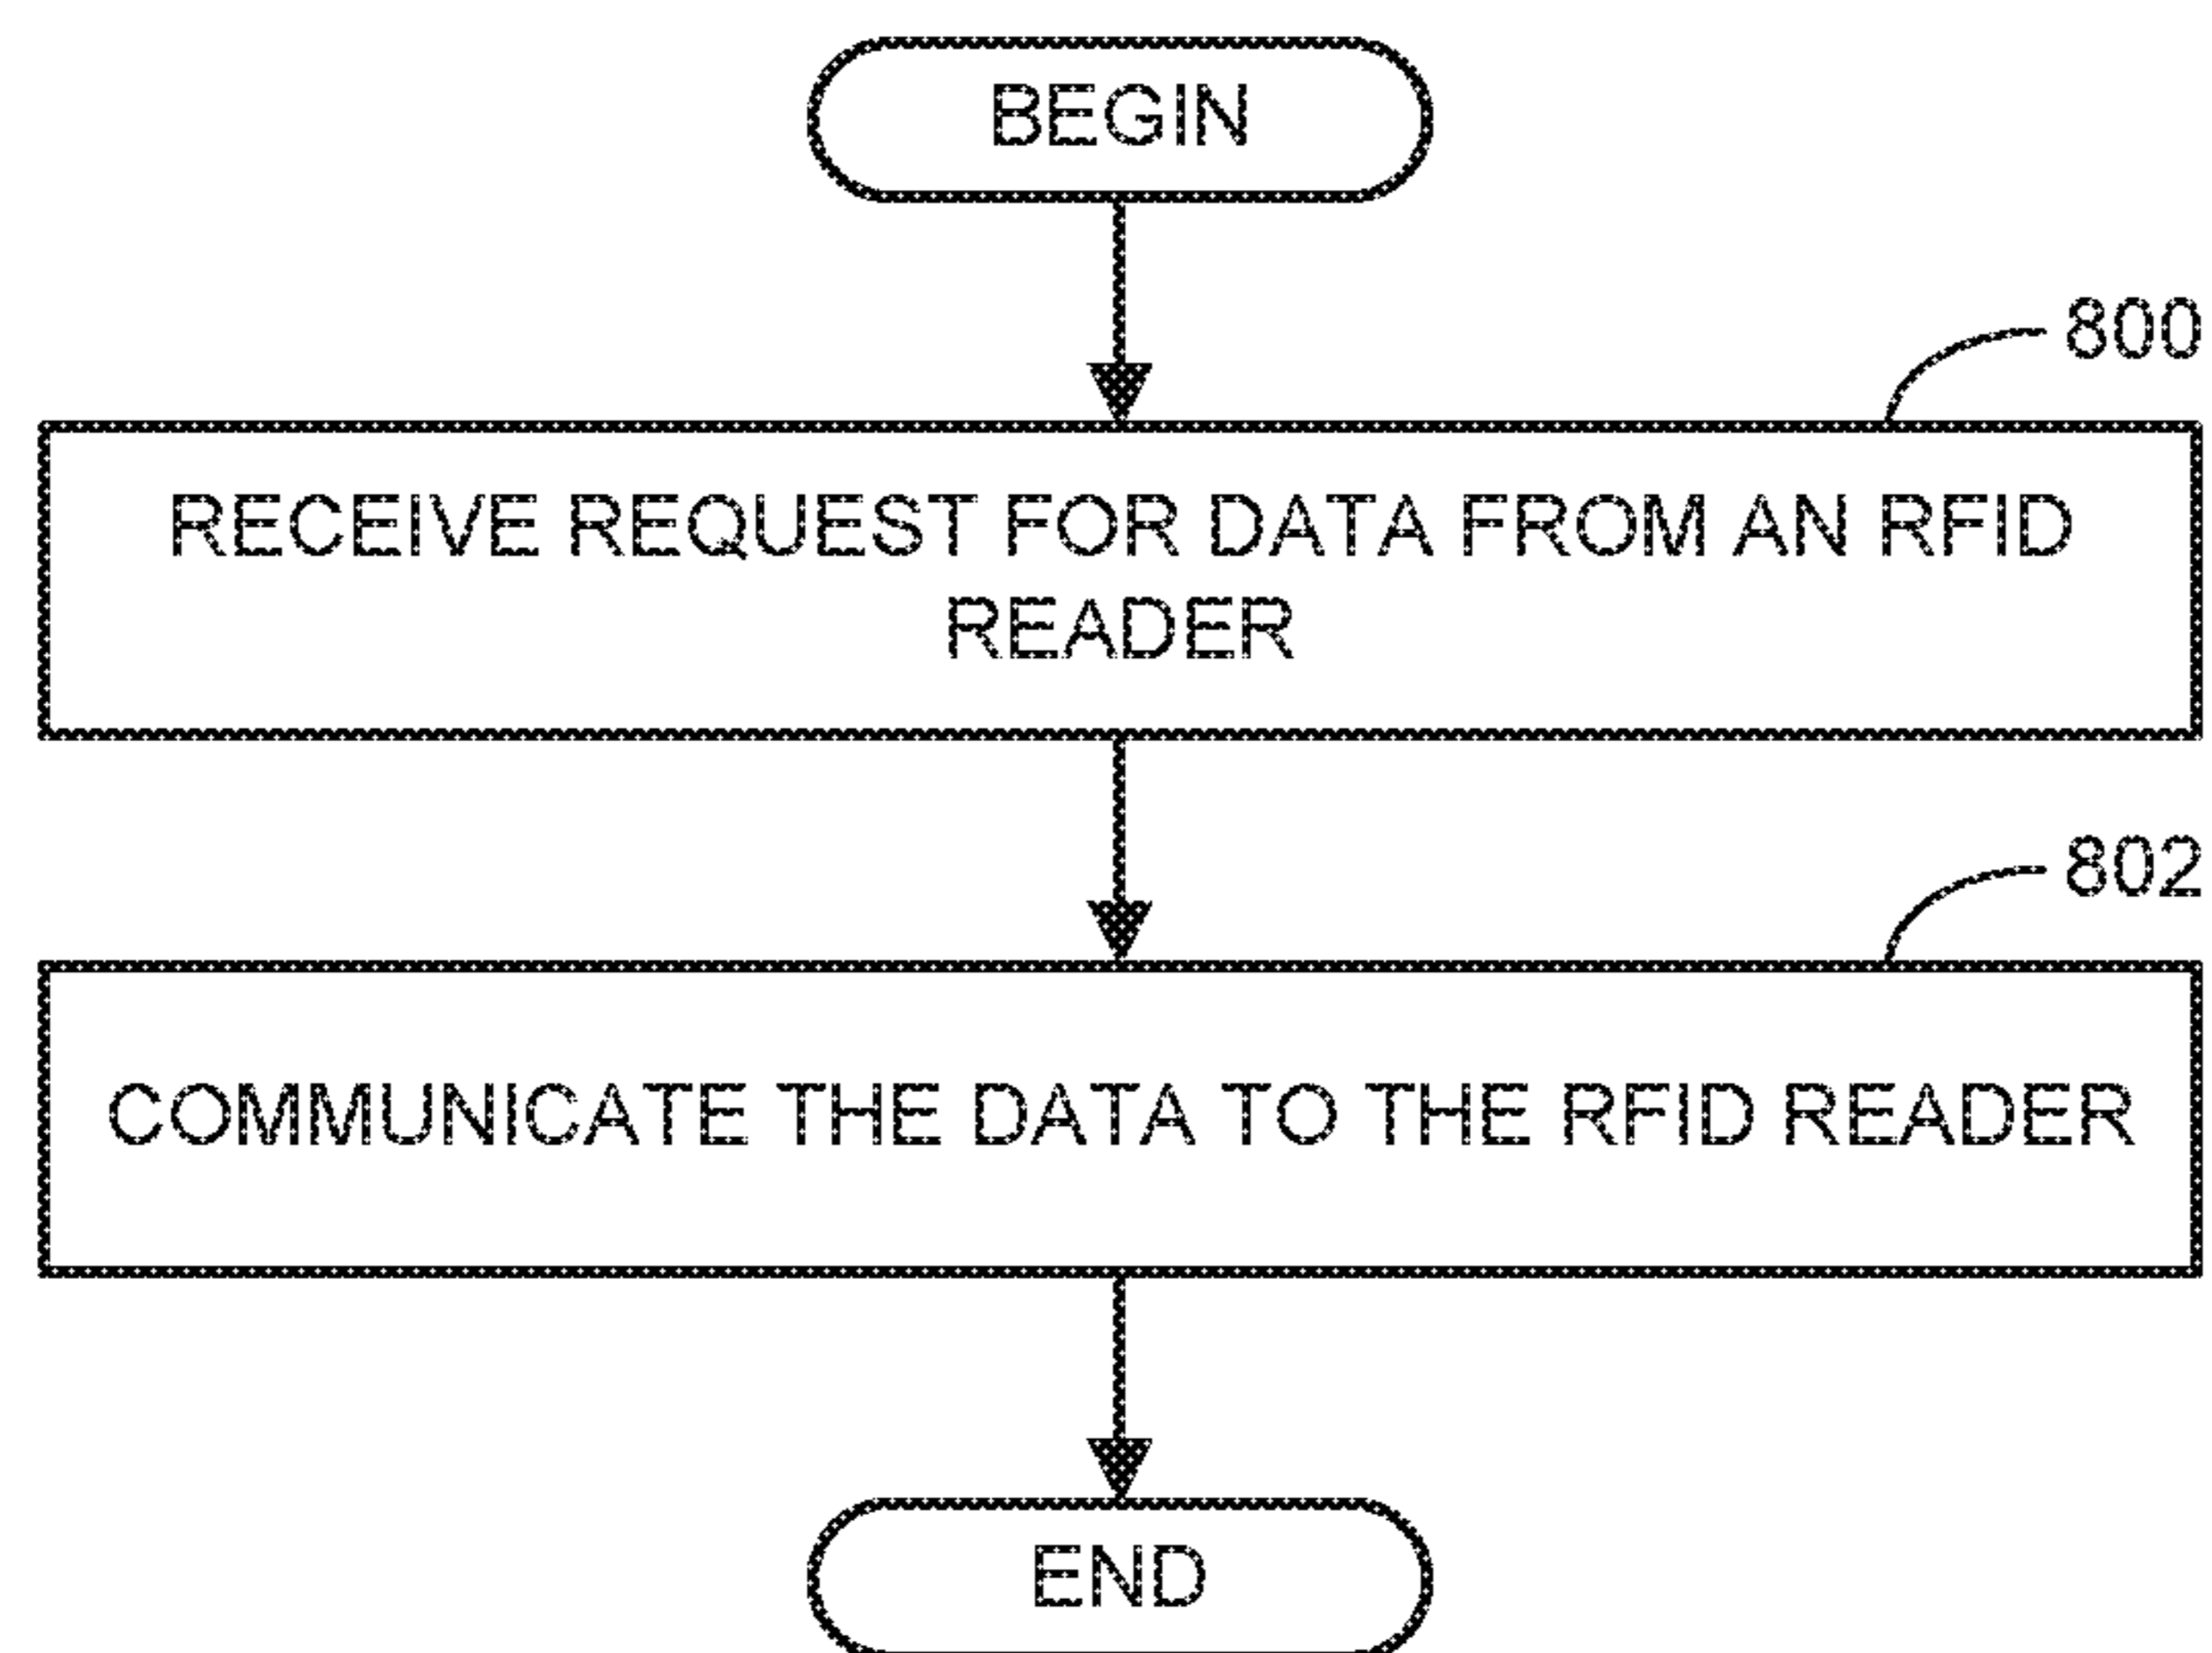 BEGIN
800
RECEIVE REQUEST FOR DATA FROM AN RFID
READER
802
COMMUNICATE THE DATA TO THE RFID READER
END